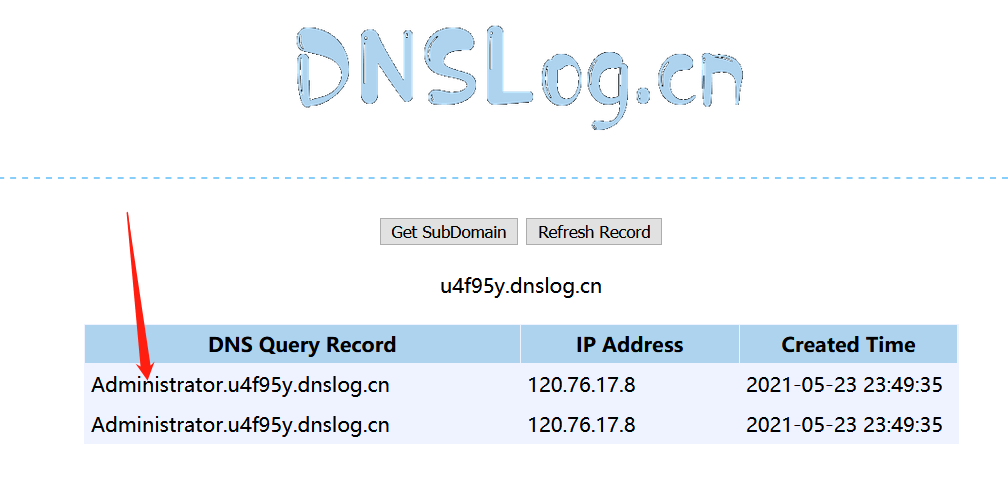 DNSLog.cn
Get SubDomain Refresh Record
u4f95y.dnslog.cn
DNS Query Record IP Address Created Time
Administrator.u4f95y.dnslog.cn 120.76.17.8 2021-05-23 23:49:35
Administrator.u4f95y.dnslog.cn 120.76.17.8 2021-05-23 23:49:35